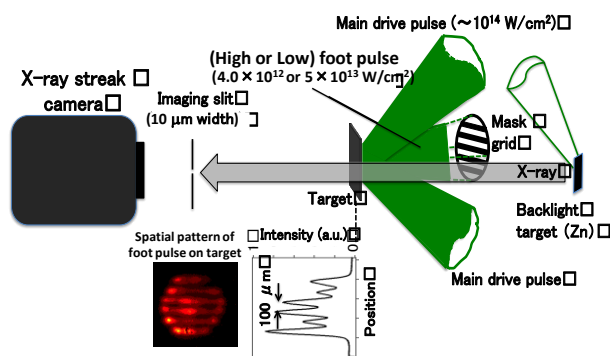 Main drive pulse (～10¹⁴ W/cm²)□
(High or Low) foot pulse
(4.0 × 10¹² or 5 × 10¹³ W/cm²)□
X-ray streak □
camera□
Imaging slit□
(10 μm width)□
Mask □
grid□
X-ray□
Target□
Backlight □
target (Zn)□
Main drive pulse□
Spatial pattern of
foot pulse on target
□Intensity (a.u.)□
1 0
100 μm□
Position□